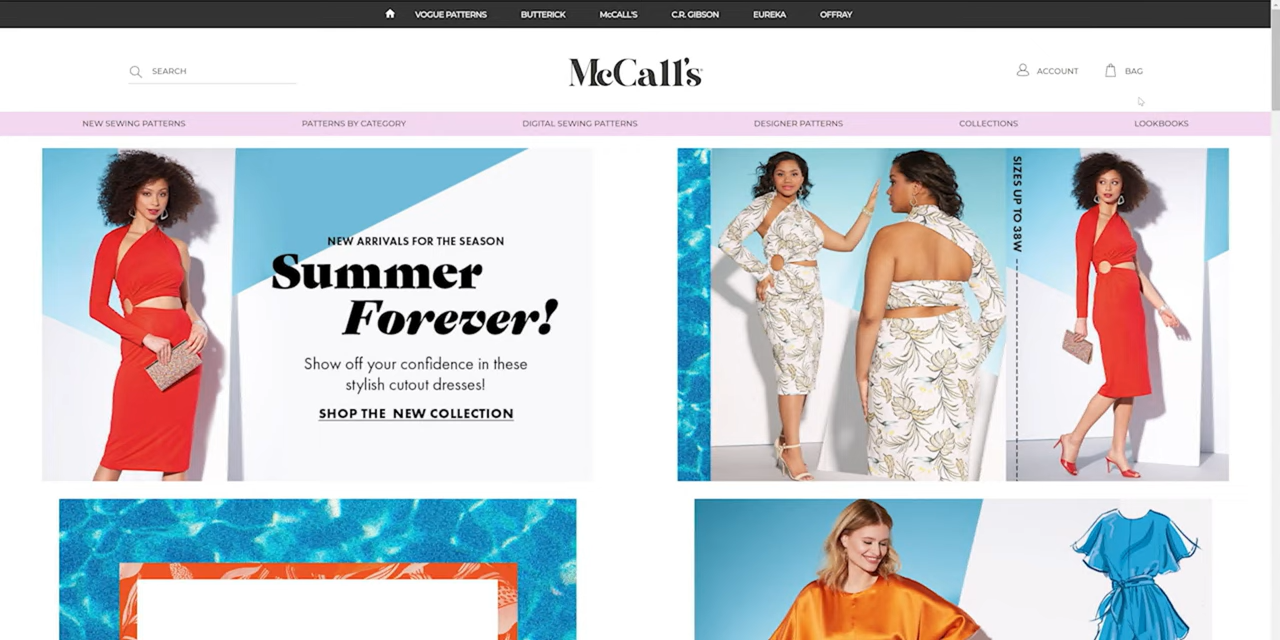 VOGUE PATTERNS BUTTERICK McCALL'S C.R. GIBSON EUREKA OFFRAY
SEARCH
McCall's
ACCOUNT BAG
NEW SEWING PATTERNS PATTERNS BY CATEGORY DIGITAL SEWING PATTERNS DESIGNER PATTERNS COLLECTIONS LOOKBOOKS
NEW ARRIVALS FOR THE SEASON
Summer
Forever!
Show off your confidence in these
stylish cutout dresses!
SHOP THE NEW COLLECTION
SIZES UP TO 38W